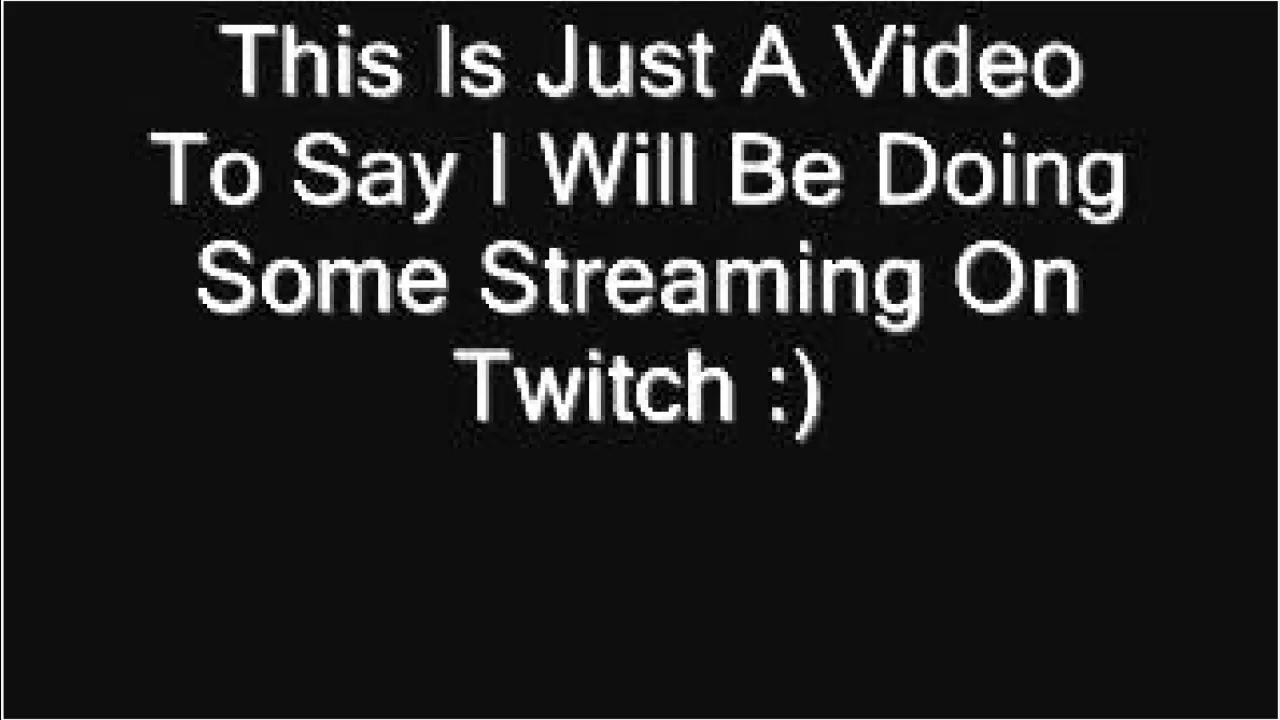 This Is Just A Video
To Say I Will Be Doing
Some Streaming On
Twitch :)